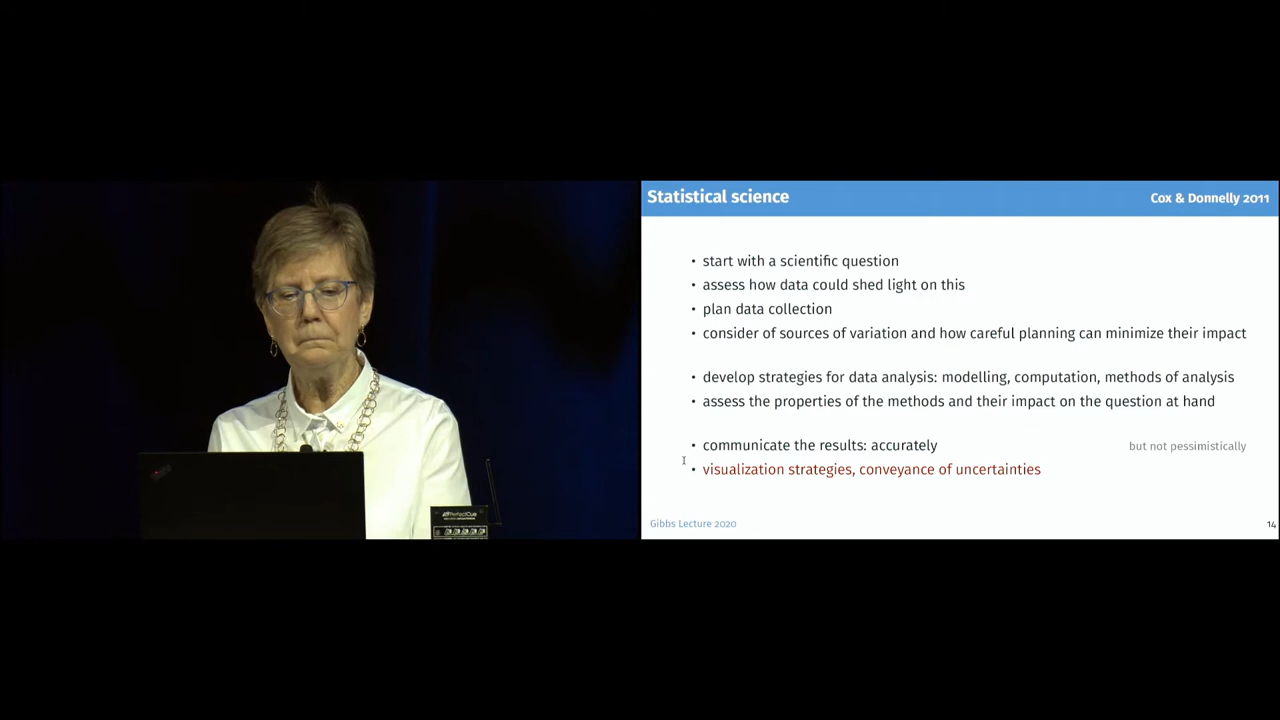 Statistical science
Cox & Donnelly 2011
• start with a scientific question
• assess how data could shed light on this
• plan data collection
• consider of sources of variation and how careful planning can minimize their impact
• develop strategies for data analysis: modelling, computation, methods of analysis
• assess the properties of the methods and their impact on the question at hand
• communicate the results: accurately
but not pessimistically
• visualization strategies, conveyance of uncertainties
Gibbs Lecture 2020
14
PerfectCue